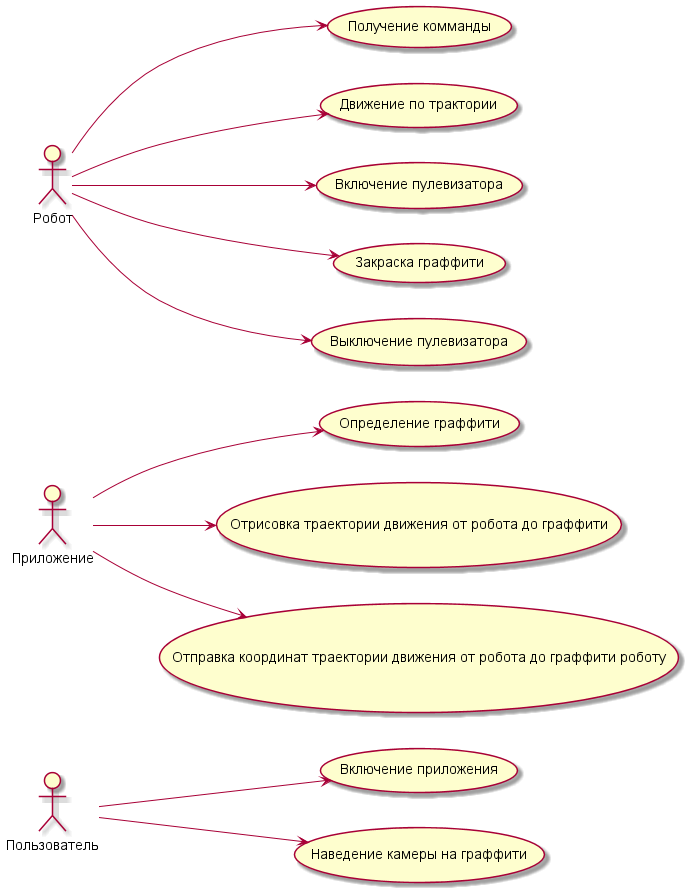 Получение комманды
Движение по трактории
Включение пулевизатора
Робот
Закраска граффити
Выключение пулевизатора
Определение граффити
Отрисовка траектории движения от робота до граффити
Приложение
Отправка координат траектории движения от робота до граффити роботу
Включение приложения
Пользователь
Наведение камеры на граффити